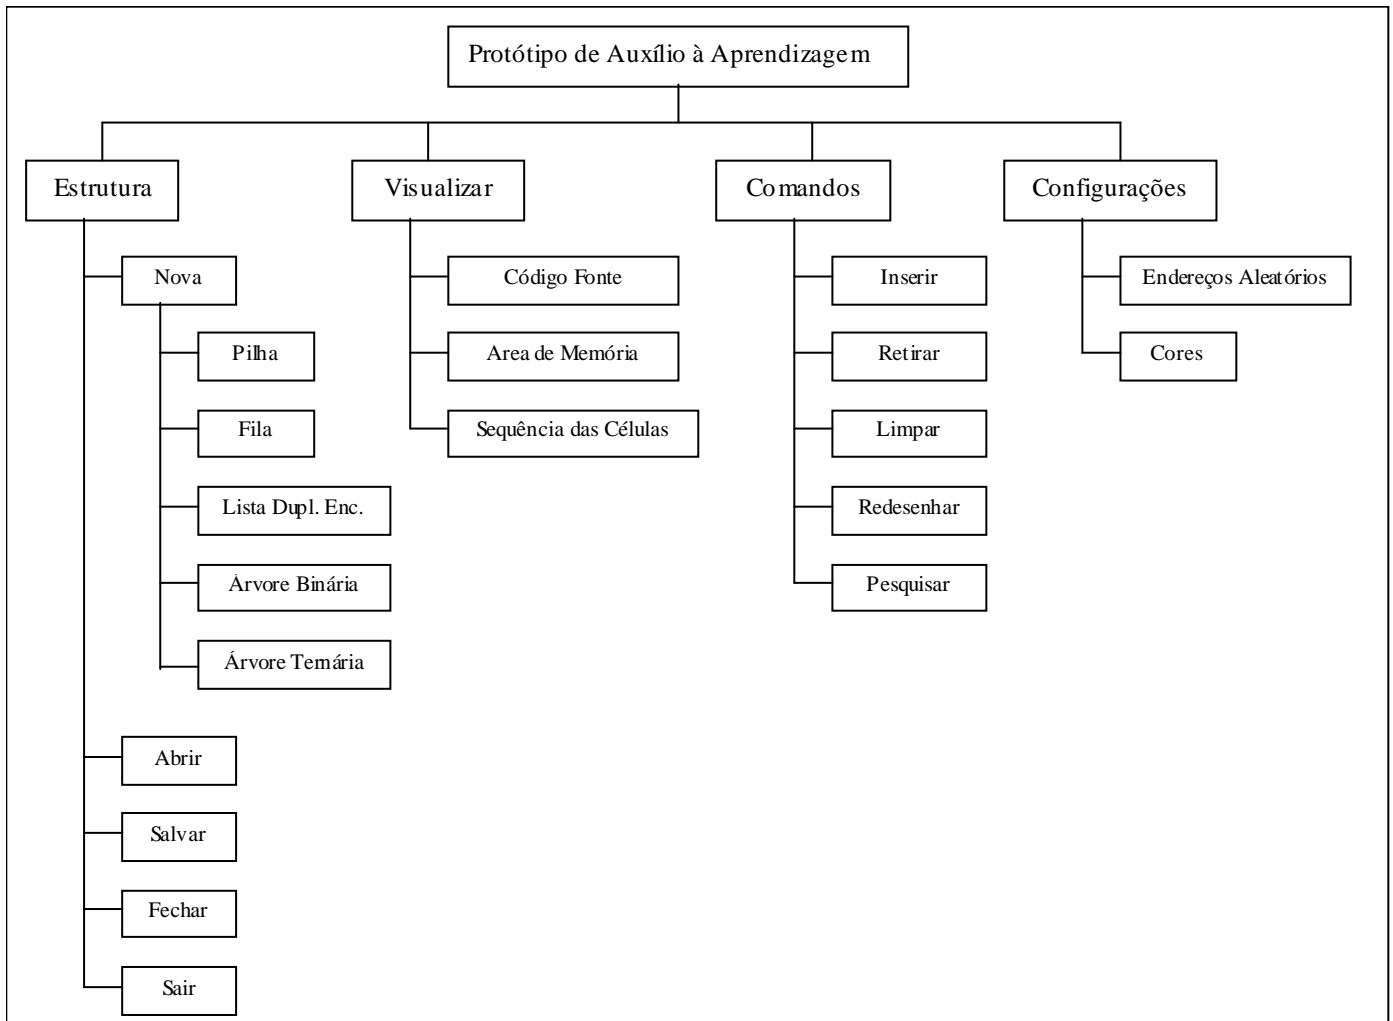 Protótipo de Auxílio à Aprendizagem
Estrutura
Visualizar
Comandos
Configurações
Nova
Pilha
Fila
Lista Dupl. Enc.
Árvore Binária
Árvore Ternária
Abrir
Salvar
Fechar
Sair
Código Fonte
Area de Memória
Sequência das Células
Inserir
Retirar
Limpar
Redesenhar
Pesquisar
Endereços Aleatórios
Cores